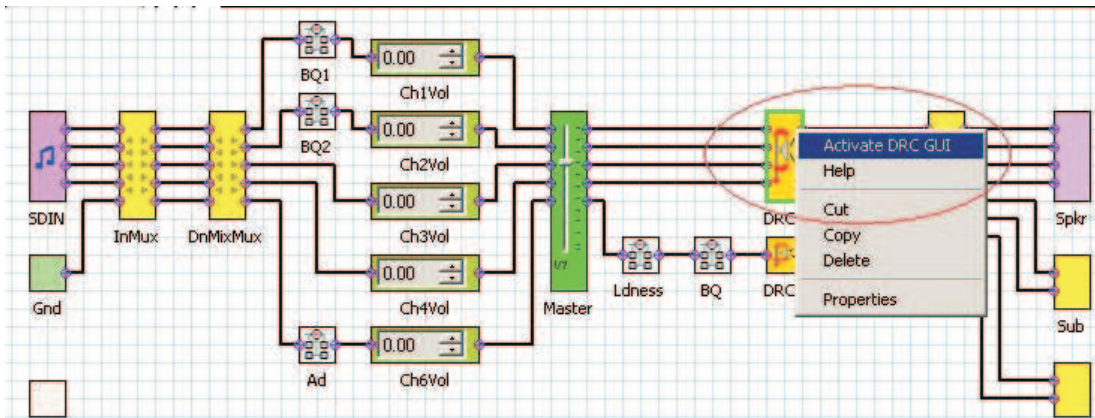 BQ1
0.00
Ch1Vol
BQ2
0.00
Ch2Vol
SDIN
InMux
DnMixMux
0.00
Ch3Vol
DRC
Activate DRC GUI
Help
Cut
Copy
Delete
Properties
Spkr
Gnd
0.00
Ch4Vol
Master
Ldness
BQ
DRC
Sub
Ad
0.00
Ch6Vol